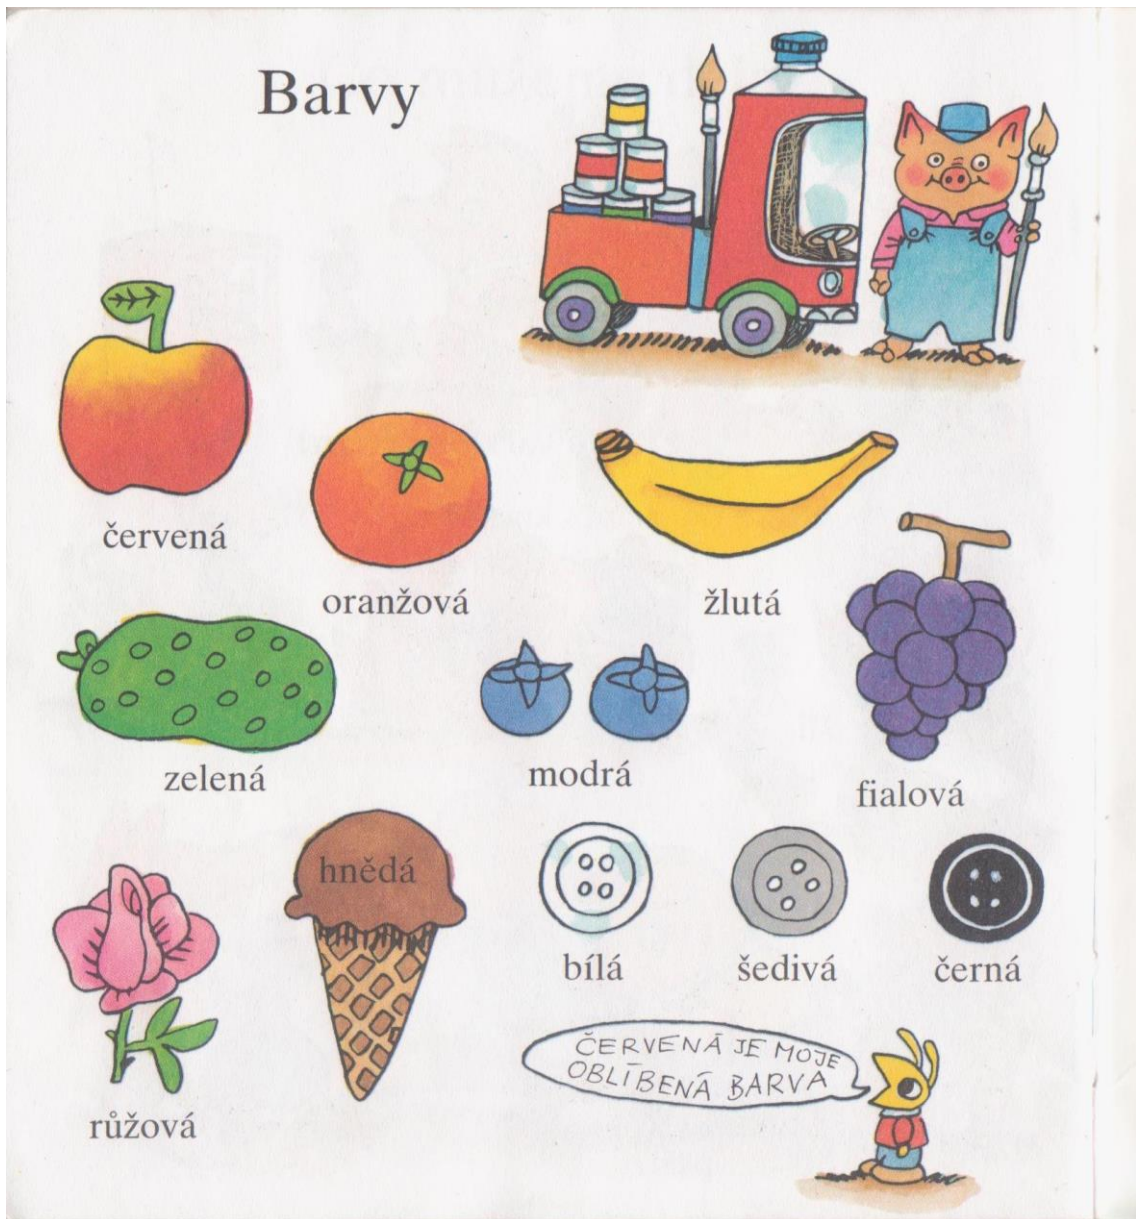 Barvy
červená
oranžová
žlutá
zelená
modrá
fialová
hnědá
bílá
šedivá
černá
růžová
ČERVENÁ JE MOJE
OBLÍBENÁ BARVA